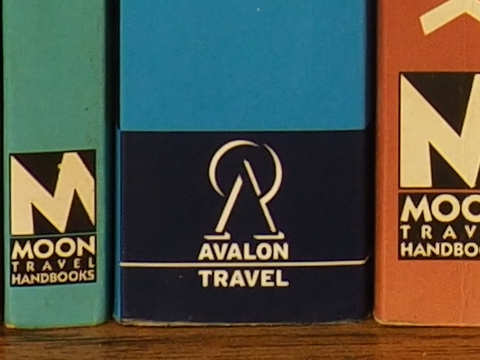 M
MOON
TRAVEL
HANDBOOKS
AVALON
TRAVEL
M
MOO
TRAV
HANDBO